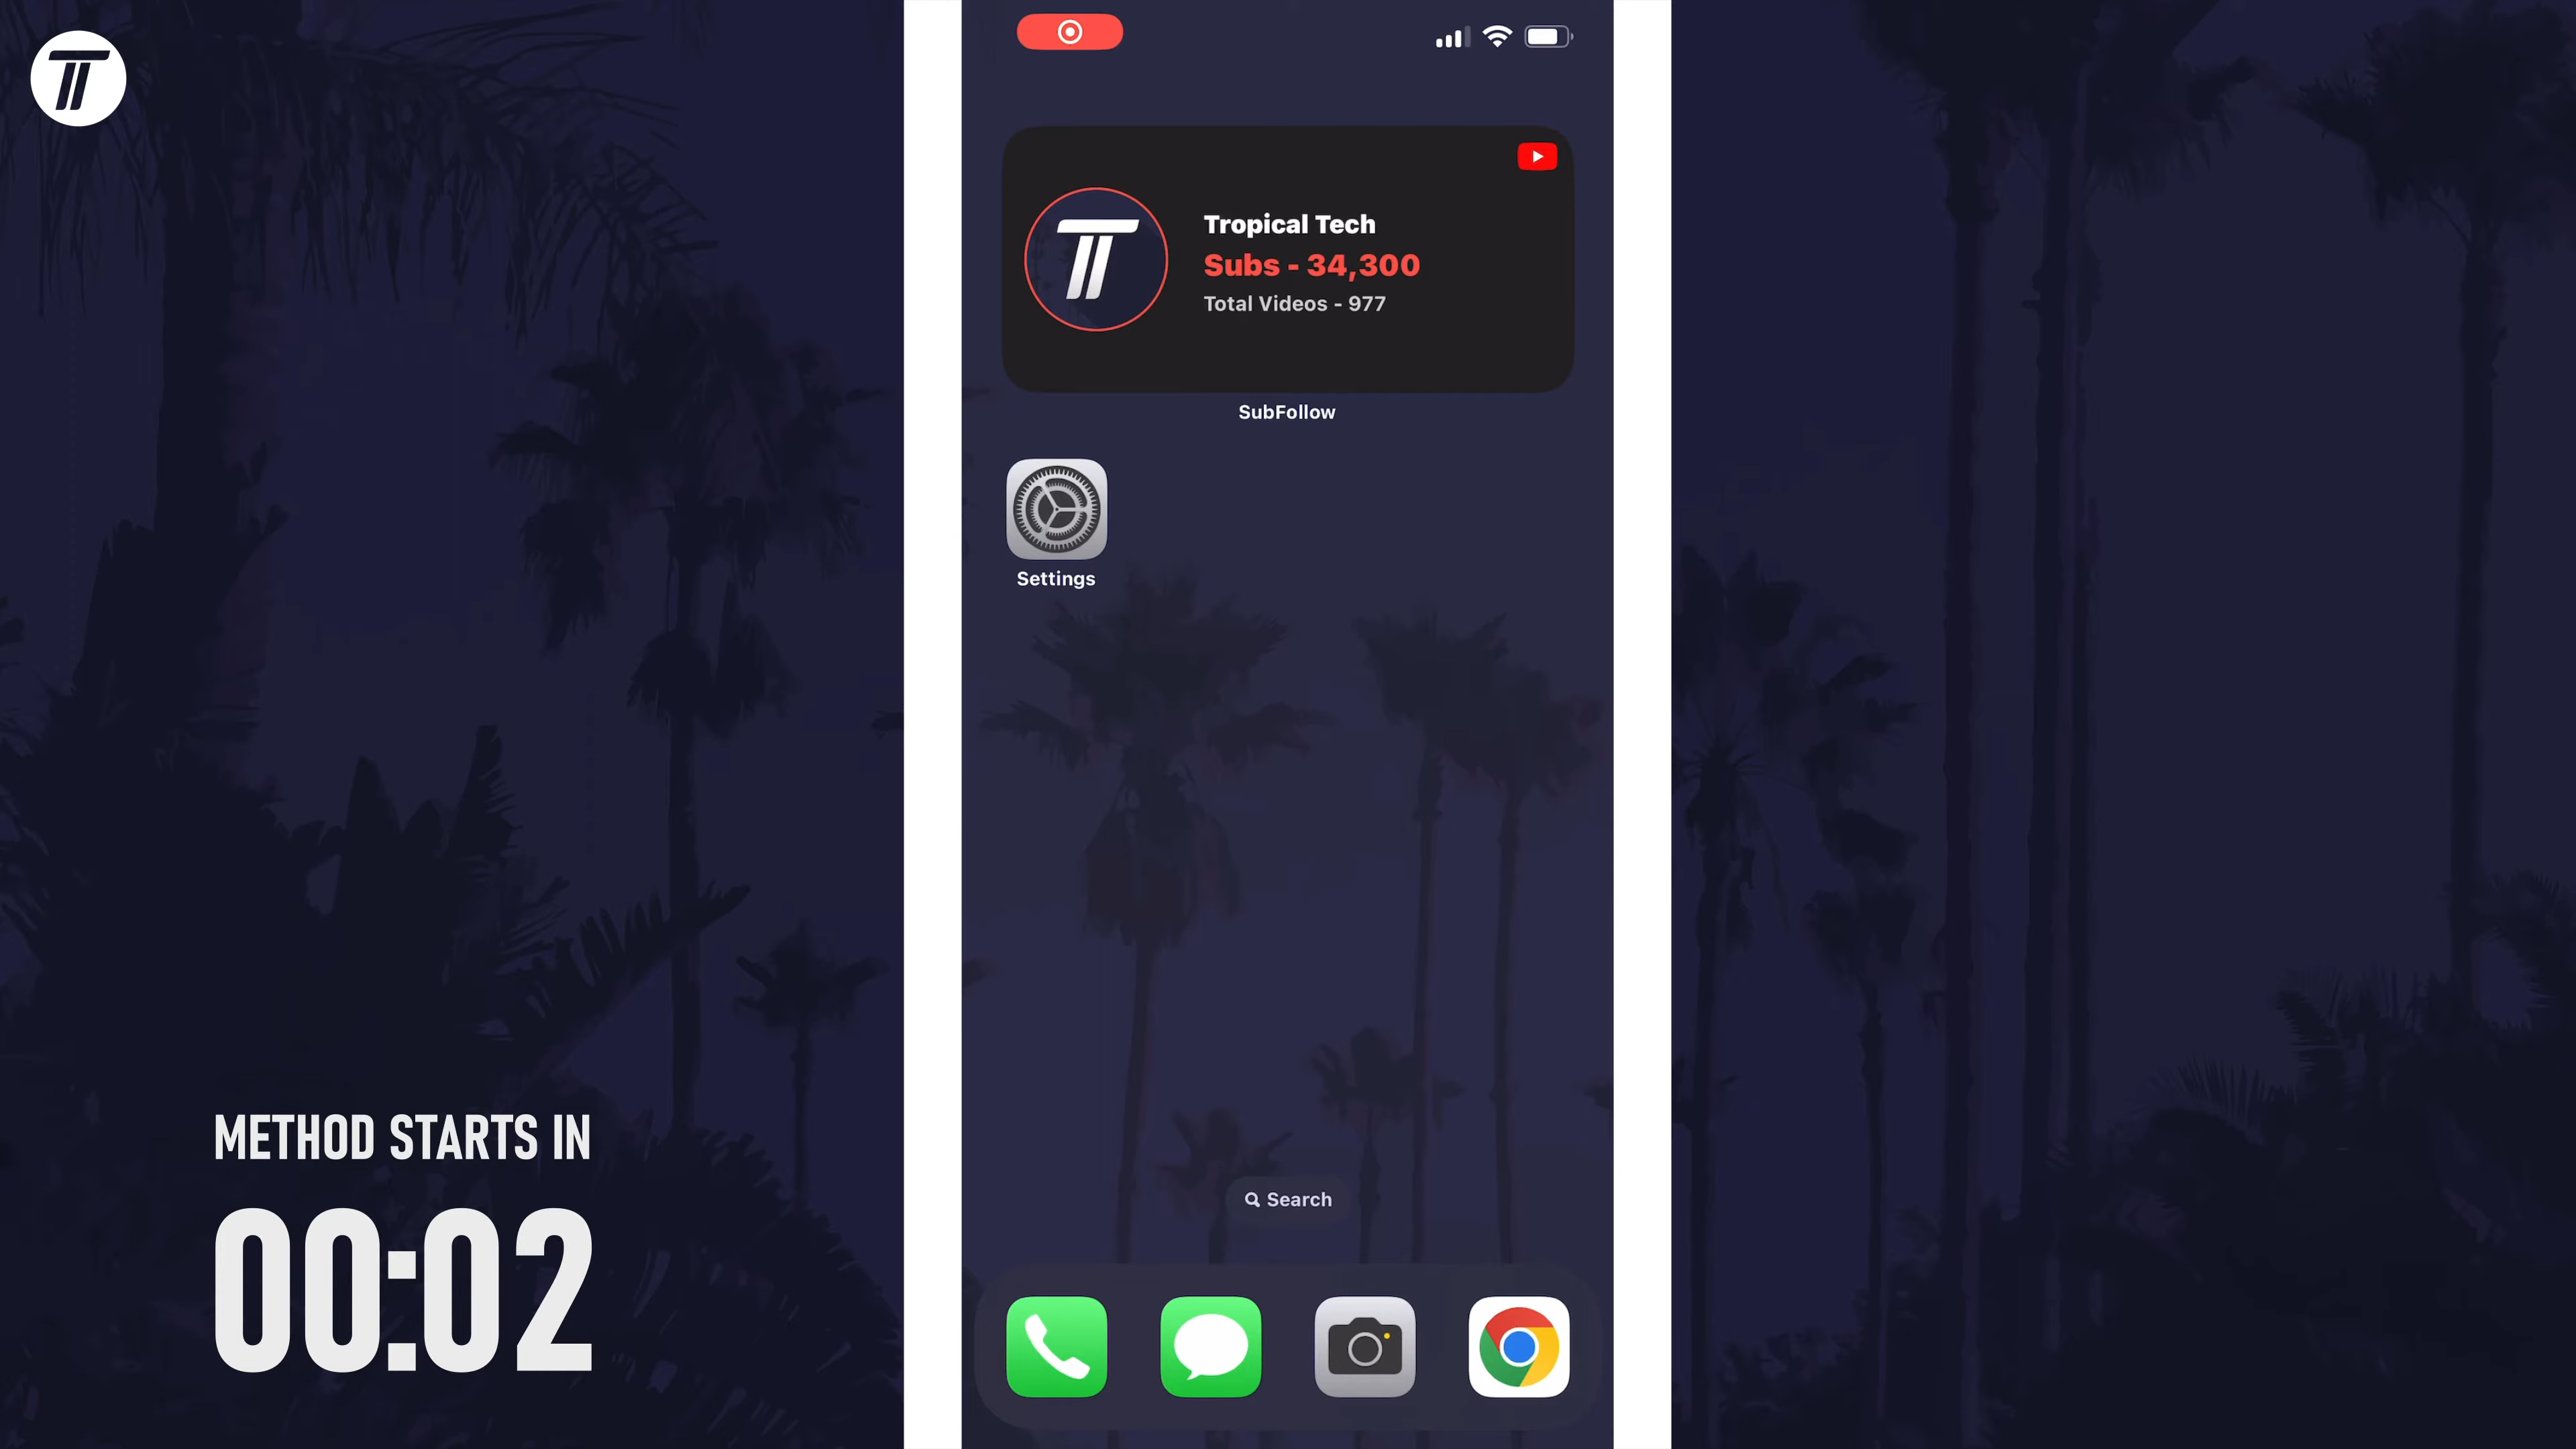 Tropical Tech
Subs - 34,300
Total Videos - 977
SubFollow
Settings
METHOD STARTS IN
00:02
Search